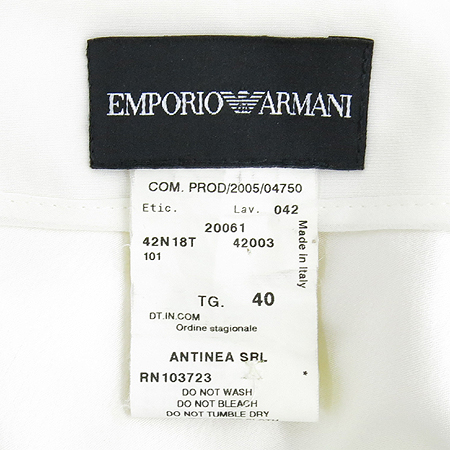 EMPORIO ARMANI
COM. PROD/2005/04750
Etic. Lav. 042
20061
42N18T 42003
101
Made in Italy
TG. 40
DT.IN.COM
Ordine stagionale
ANTINEA SRL
RN103723 *
DO NOT WASH
DO NOT BLEACH
DO NOT TUMBLE DRY